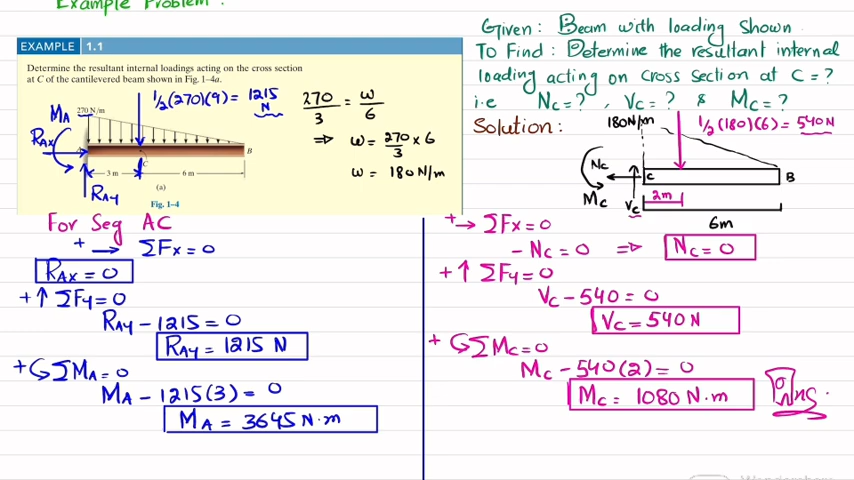 Example Problem.
EXAMPLE 1.1
Determine the resultant internal loadings acting on the cross section
at C of the cantilevered beam shown in Fig. 1–4a.
270 N/m
MA
RAX
RAY
A
B
C
3 m
6 m
(a)
Fig. 1–4
1/2(270)(9) = 1215
N
270/3 = w/6
⇒ w = 270/3 × 6
w = 180 N/m
For Seg AC
+→ ΣFx = 0
RAX = 0
+↑ ΣFy = 0
RAY - 1215 = 0
RAY = 1215 N
+↺ ΣMA = 0
MA - 1215(3) = 0
MA = 3645 N·m
Given: Beam with loading shown
To Find: Determine the resultant internal
loading acting on cross section at C = ?
i.e Nc = ? , Vc = ? & Mc = ?
Solution:
180N/m
1/2(180)(6) = 540N
Nc
Mc
Vc
C
B
2m
6m
+→ ΣFx = 0
- Nc = 0 ⇒ Nc = 0
+↑ ΣFy = 0
Vc - 540 = 0
Vc = 540 N
+↺ ΣMc = 0
Mc - 540(2) = 0
Mc = 1080 N·m
Ans.